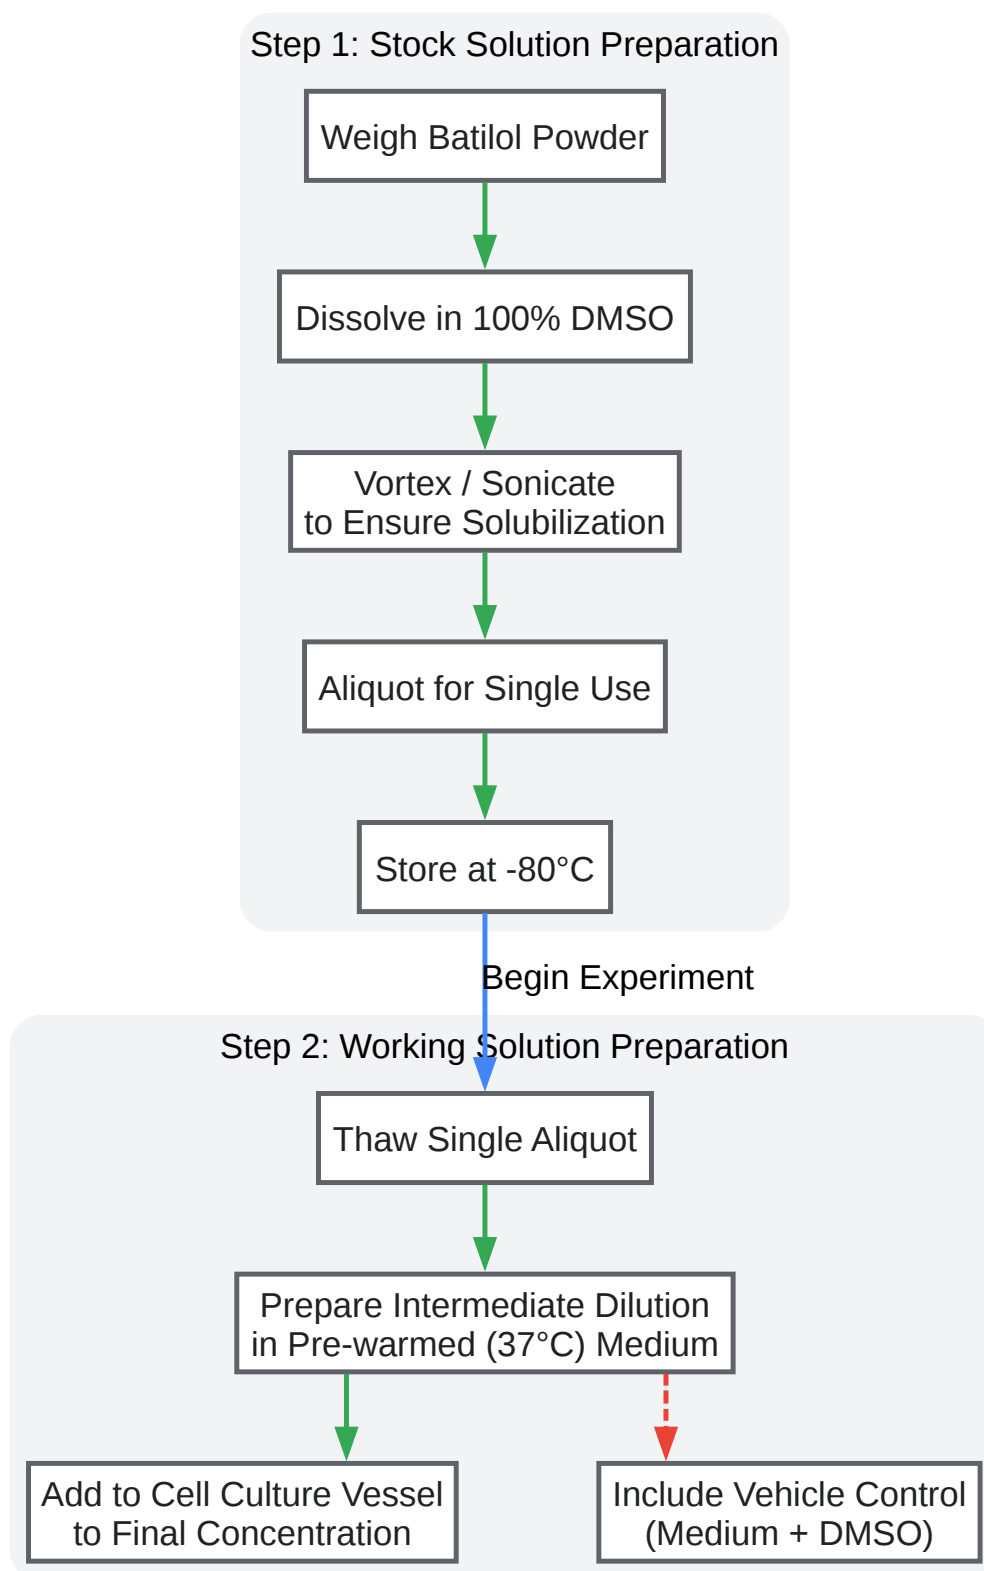 Step 1: Stock Solution Preparation
Weigh Batilol Powder
Dissolve in 100% DMSO
Vortex / Sonicate
to Ensure Solubilization
Aliquot for Single Use
Store at -80°C
Begin Experiment
Step 2: Working Solution Preparation
Thaw Single Aliquot
Prepare Intermediate Dilution
in Pre-warmed (37°C) Medium
Add to Cell Culture Vessel
to Final Concentration
Include Vehicle Control
(Medium + DMSO)